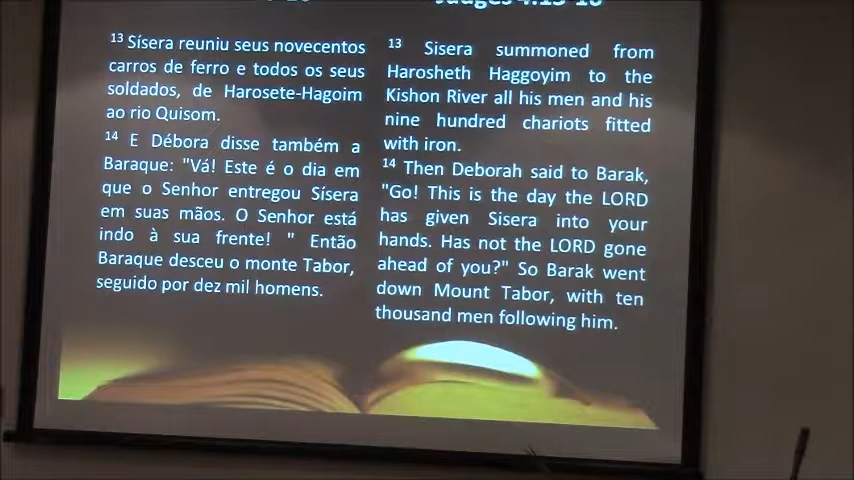 Judges 4:13-16
13 Sísera reuniu seus novecentos
carros de ferro e todos os seus
soldados, de Harosete-Hagoim
ao rio Quisom.
14 E Débora disse também a
Baraque: "Vá! Este é o dia em
que o Senhor entregou Sísera
em suas mãos. O Senhor está
indo à sua frente! " Então
Baraque desceu o monte Tabor,
seguido por dez mil homens.
13 Sisera summoned from
Harosheth Haggoyim to the
Kishon River all his men and his
nine hundred chariots fitted
with iron.
14 Then Deborah said to Barak,
"Go! This is the day the LORD
has given Sisera into your
hands. Has not the LORD gone
ahead of you?" So Barak went
down Mount Tabor, with ten
thousand men following him.